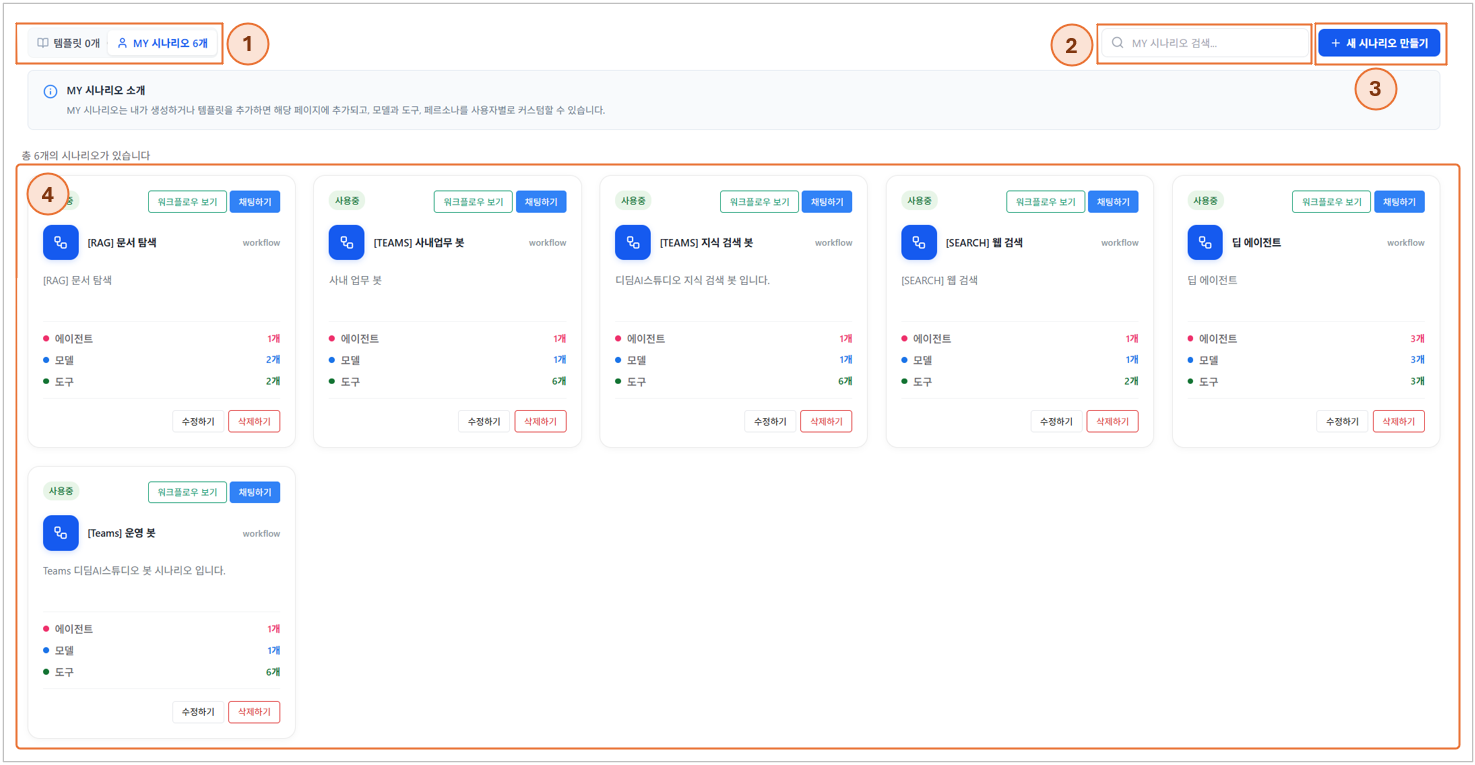 템플릿 0개 MY 시나리오 6개 1 2 MY 시나리오 검색... + 새 시나리오 만들기
3
MY 시나리오 소개
MY 시나리오는 내가 생성하거나 템플릿을 추가하면 해당 페이지에 추가되고, 모델과 도구, 페르소나를 사용자별로 커스텀할 수 있습니다.
총 6개의 시나리오가 있습니다
4
중 워크플로우 보기 채팅하기
[RAG] 문서 탐색 workflow
[RAG] 문서 탐색
에이전트 1개
모델 2개
도구 2개
수정하기 삭제하기
사용중 워크플로우 보기 채팅하기
[TEAMS] 사내업무 봇 workflow
사내 업무 봇
에이전트 1개
모델 1개
도구 6개
수정하기 삭제하기
사용중 워크플로우 보기 채팅하기
[TEAMS] 지식 검색 봇 workflow
디딤AI스튜디오 지식 검색 봇 입니다.
에이전트 1개
모델 1개
도구 6개
수정하기 삭제하기
사용중 워크플로우 보기 채팅하기
[SEARCH] 웹 검색 workflow
[SEARCH] 웹 검색
에이전트 1개
모델 1개
도구 2개
수정하기 삭제하기
사용중 워크플로우 보기 채팅하기
딥 에이전트 workflow
딥 에이전트
에이전트 3개
모델 3개
도구 3개
수정하기 삭제하기
사용중 워크플로우 보기 채팅하기
[Teams] 운영 봇 workflow
Teams 디딤AI스튜디오 봇 시나리오 입니다.
에이전트 1개
모델 1개
도구 6개
수정하기 삭제하기